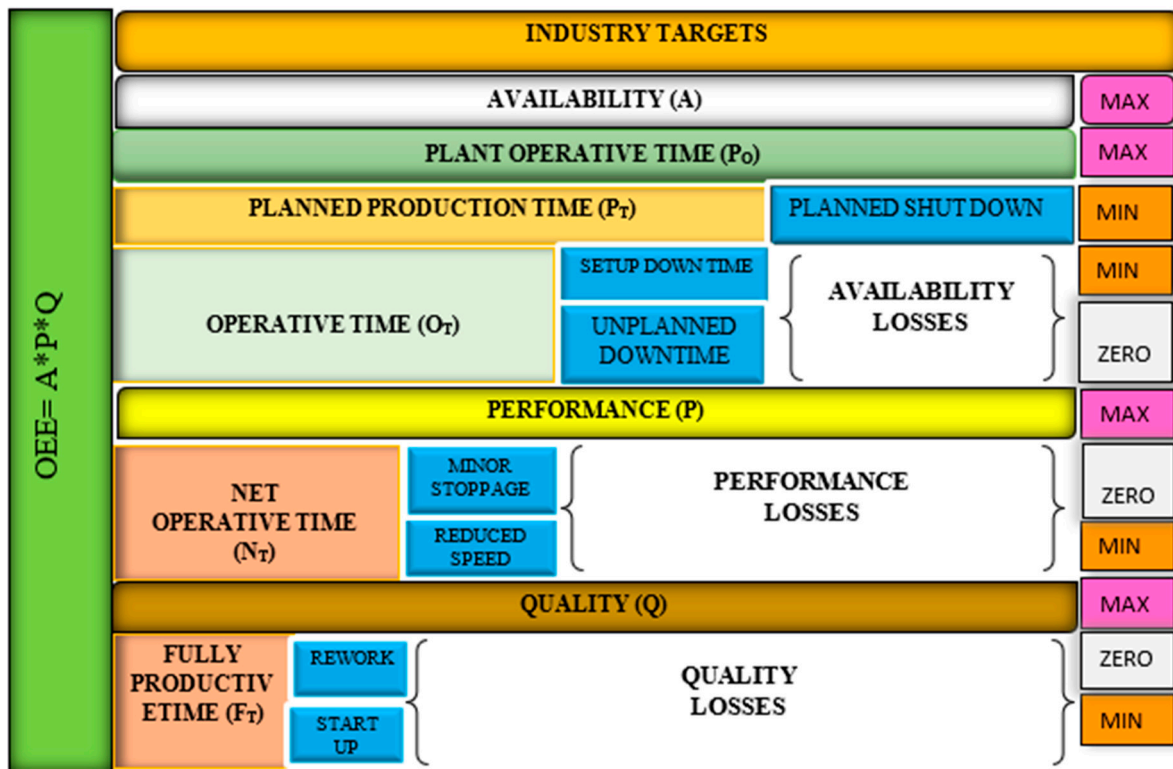 OEE= A*P*Q
INDUSTRY TARGETS
AVAILABILITY (A)
MAX
PLANT OPERATIVE TIME (PO)
MAX
PLANNED PRODUCTION TIME (PT)
PLANNED SHUT DOWN
MIN
OPERATIVE TIME (OT)
SETUP DOWN TIME
UNPLANNED
DOWNTIME
AVAILABILITY
LOSSES
MIN
ZERO
PERFORMANCE (P)
MAX
NET
OPERATIVE TIME
(NT)
MINOR
STOPPAGE
REDUCED
SPEED
PERFORMANCE
LOSSES
ZERO
MIN
QUALITY (Q)
MAX
FULLY
PRODUCTIV
ETIME (FT)
REWORK
START
UP
QUALITY
LOSSES
ZERO
MIN